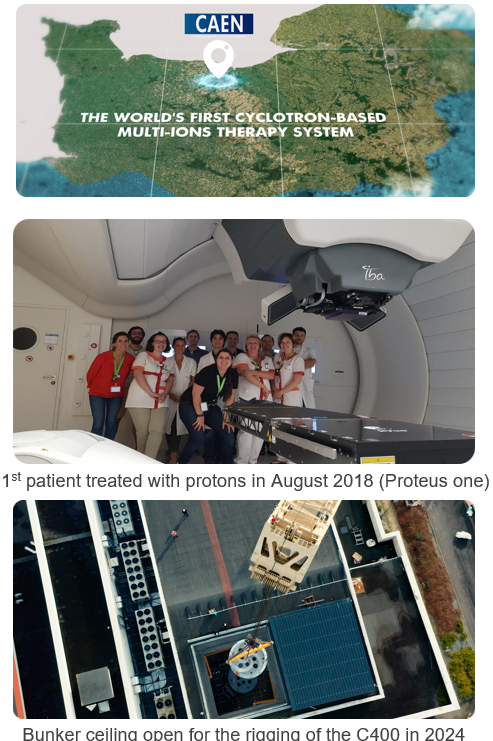 CAEN
THE WORLD'S FIRST CYCLOTRON-BASED
MULTI-IONS THERAPY SYSTEM
iba
1st patient treated with protons in August 2018 (Proteus one)
Bunker ceiling open for the rigging of the C400 in 2024